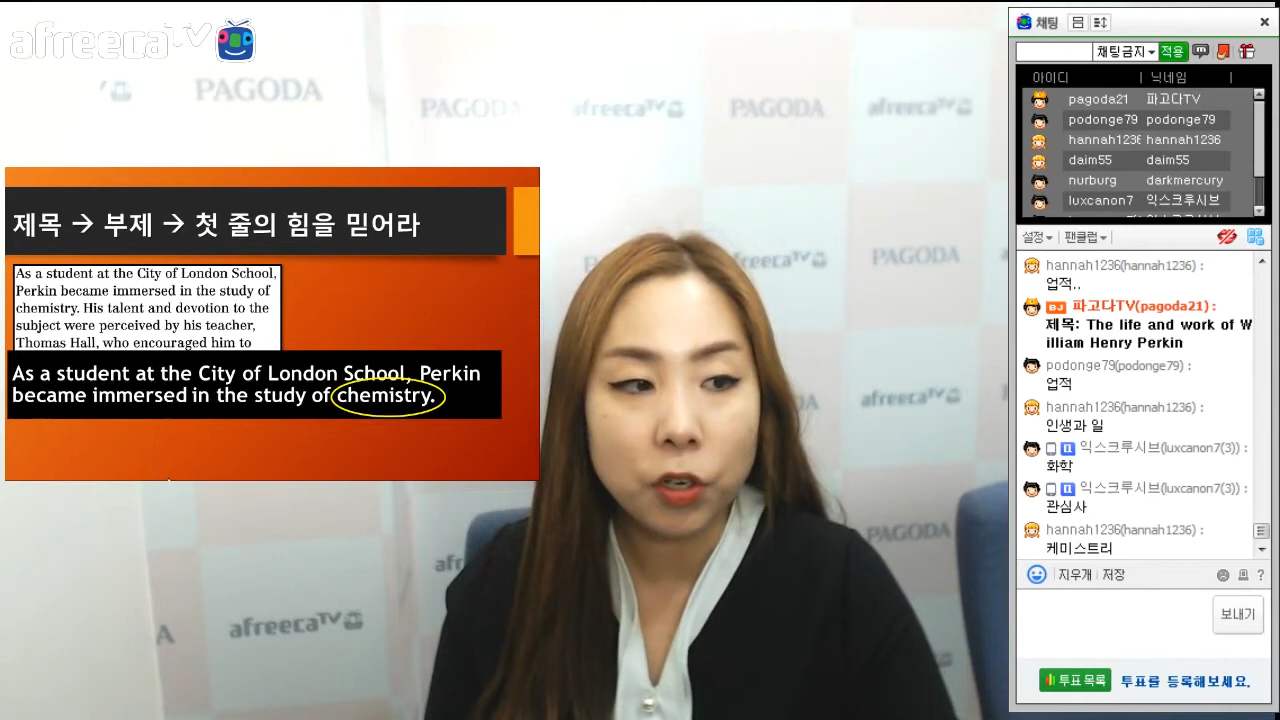 afreecaTV
PAGODA
PAGODA
afreecaTV
PAGODA
afreecaTV
제목 → 부제 → 첫 줄의 힘을 믿어라
As a student at the City of London School,
Perkin became immersed in the study of
chemistry. His talent and devotion to the
subject were perceived by his teacher,
Thomas Hall, who encouraged him to
As a student at the City of London School, Perkin
became immersed in the study of chemistry.
afreecaTV
PAGODA
afreecaTV
PAGODA
afreecaTV
채팅
채팅금지 적용
아이디 | 닉네임 |
pagoda21 파고다TV
podonge79 podonge79
hannah1236 hannah1236
daim55 daim55
nurburg darkmercury
luxcanon7 익스크루시브
설정 | 팬클럽 |
hannah1236(hannah1236) :
업적..
BJ 파고다TV(pagoda21) :
제목: The life and work of W
illiam Henry Perkin
podonge79(podonge79) :
업적
hannah1236(hannah1236) :
인생과 일
익스크루시브(luxcanon7(3)) :
화학
익스크루시브(luxcanon7(3)) :
관심사
hannah1236(hannah1236) :
케미스트리
지우개 저장
보내기
투표목록 투표를 등록해보세요.